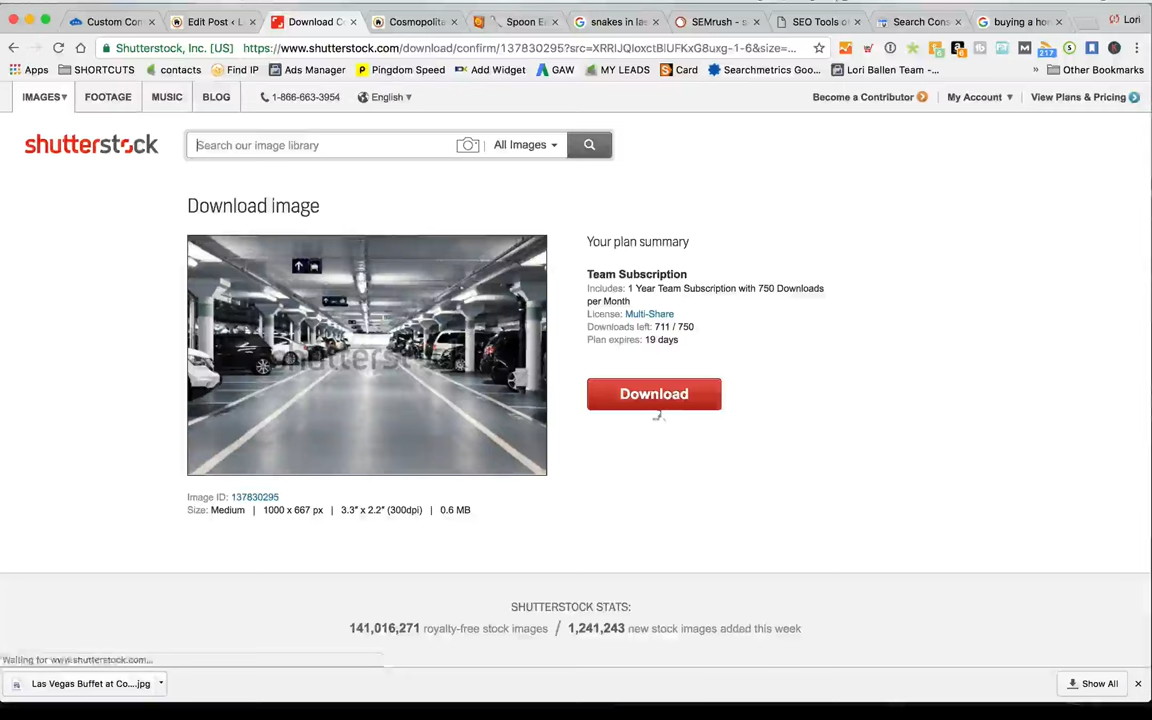 Custom Con
Edit Post ‹ L
Download C
Cosmopolite
Spoon E
snakes in las
SEMrush - s
SEO Tools o
Search Cons
buying a hor
Lori
Shutterstock, Inc. [US]
https://www.shutterstock.com/download/confirm/137830295?src=XRRlJQloxctBlUFKxG8uxg-1-6&size=...
Apps
SHORTCUTS
contacts
Find IP
Ads Manager
Pingdom Speed
Add Widget
GAW
MY LEADS
Card
Searchmetrics Goo...
Lori Ballen Team -...
»
Other Bookmarks
IMAGES
FOOTAGE
MUSIC
BLOG
1-866-663-3954
English
Become a Contributor
My Account
View Plans & Pricing
shutterstock
Search our image library
All Images
Download image
Your plan summary
Team Subscription
Includes: 1 Year Team Subscription with 750 Downloads
per Month
License: Multi-Share
Downloads left: 711 / 750
Plan expires: 19 days
Download
shutterst
Image ID: 137830295
Size: Medium | 1000 x 667 px | 3.3" x 2.2" (300dpi) | 0.6 MB
SHUTTERSTOCK STATS:
141,016,271 royalty-free stock images / 1,241,243 new stock images added this week
Waiting for www.shutterstock.com...
Las Vegas Buffet at Co....jpg
Show All